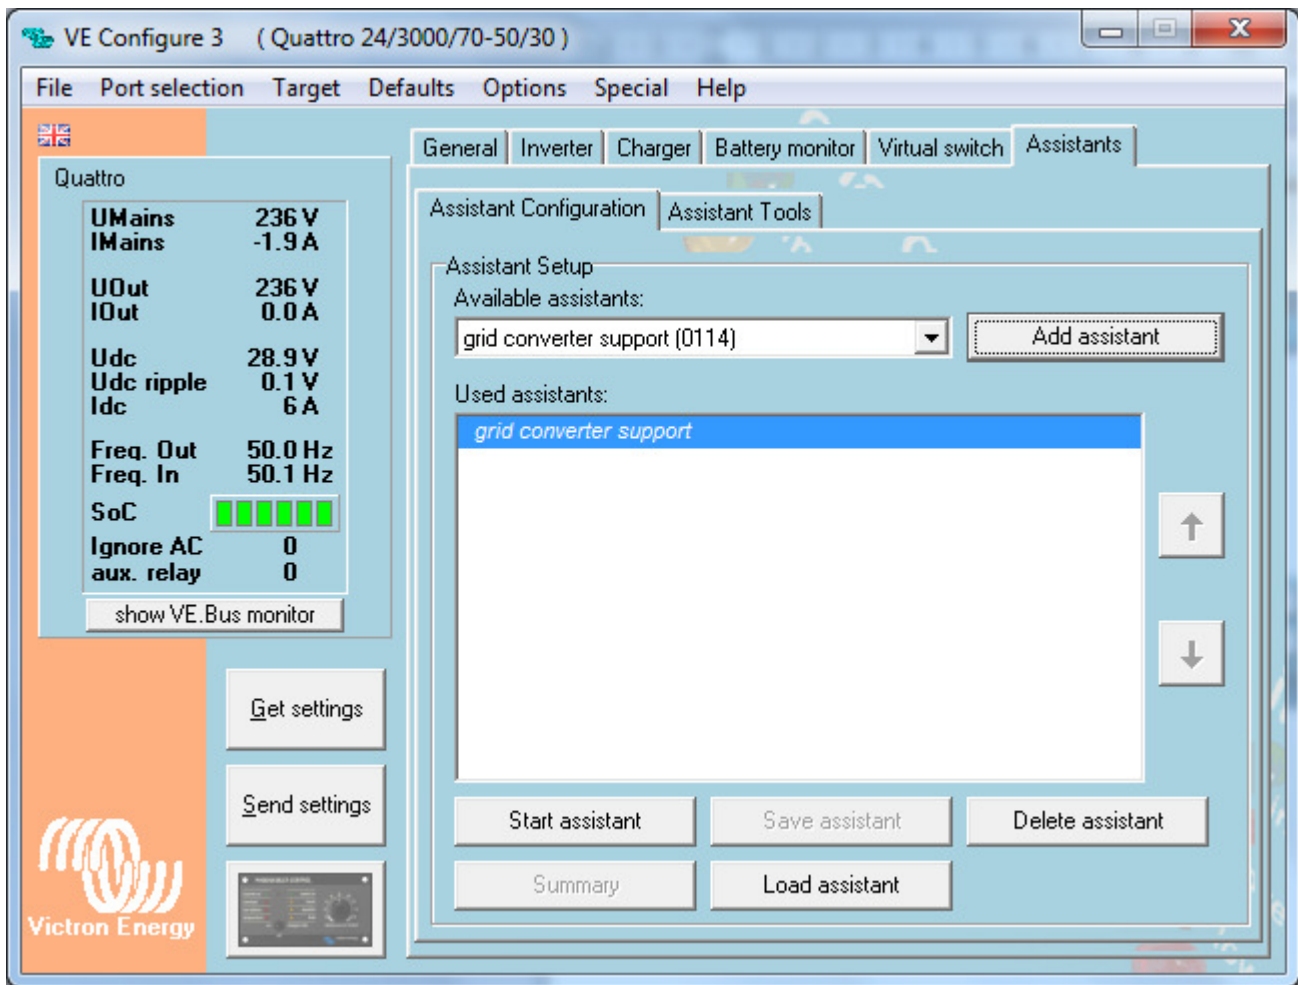 VE Configure 3 ( Quattro 24/3000/70-50/30 )
File Port selection Target Defaults Options Special Help
General Inverter Charger Battery monitor Virtual switch Assistants
Quattro
UMains 236 V
IMains -1.9 A
UOut 236 V
IOut 0.0 A
Udc 28.9 V
Udc ripple 0.1 V
Idc 6 A
Freq. Out 50.0 Hz
Freq. In 50.1 Hz
SoC
Ignore AC 0
aux. relay 0
show VE.Bus monitor
Get settings
Send settings
Victron Energy
Assistant Configuration Assistant Tools
Assistant Setup
Available assistants:
grid converter support (0114) Add assistant
Used assistants:
grid converter support
Start assistant Save assistant Delete assistant
Summary Load assistant